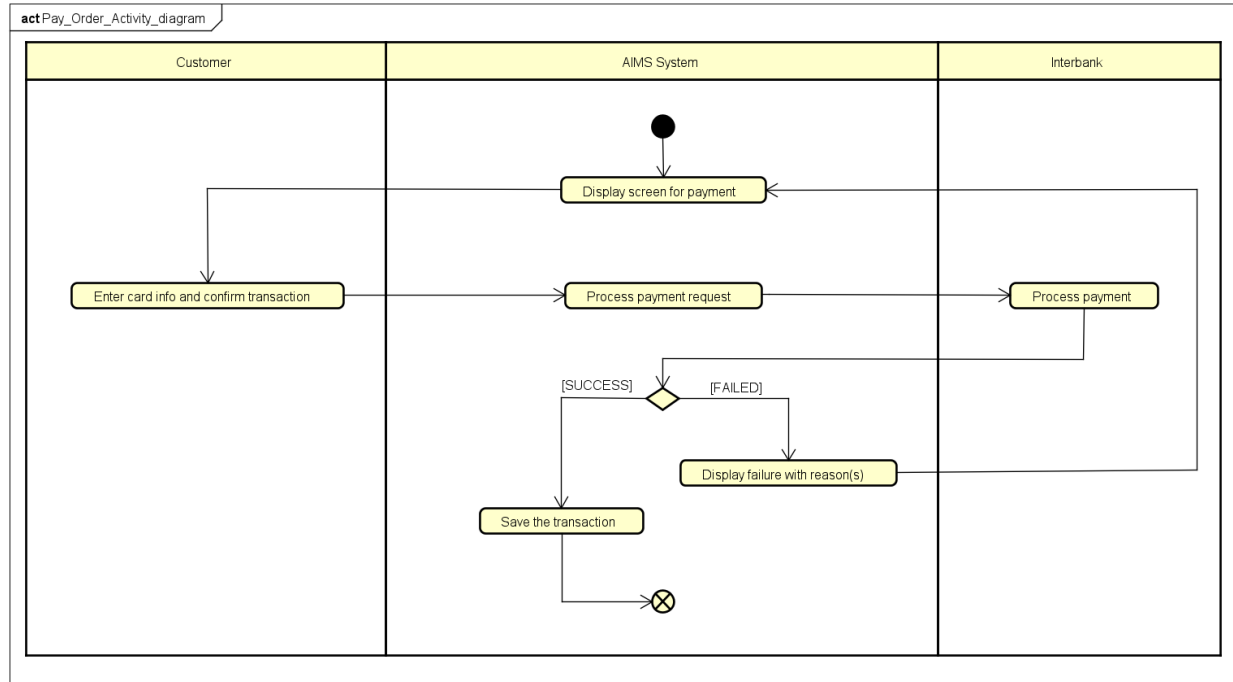 act Pay_Order_Activity_diagram
Customer
AIMS System
Interbank
Display screen for payment
Enter card info and confirm transaction
Process payment request
Process payment
[SUCCESS]
[FAILED]
Display failure with reason(s)
Save the transaction